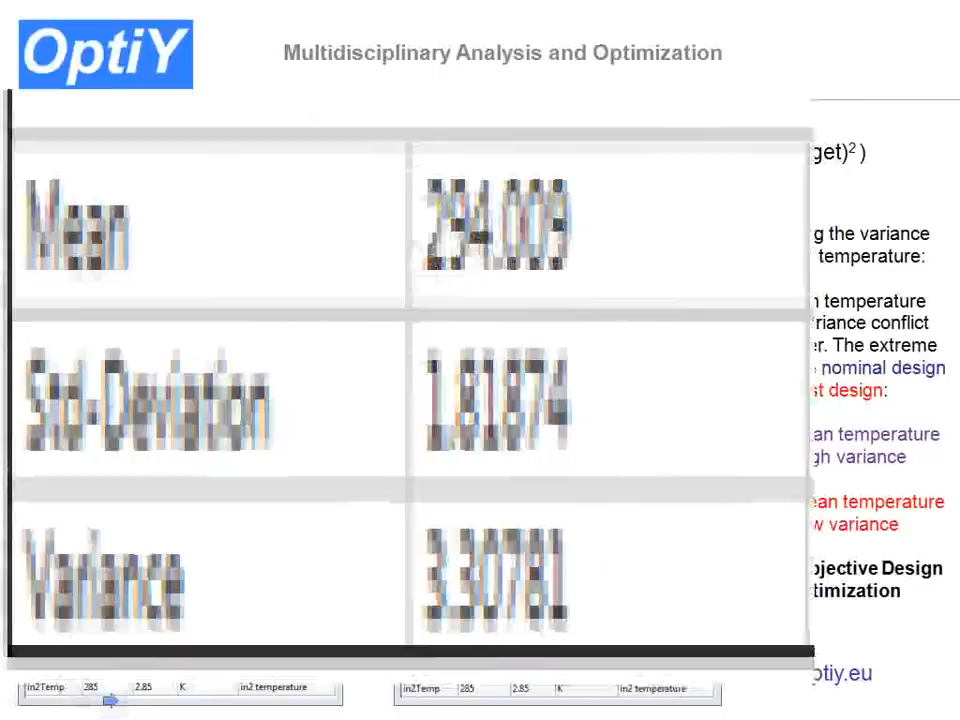 OptiY
Multidisciplinary Analysis and Optimization
get)² )
Mean 294.009
g the variance
temperature:
temperature
riance conflict
Std-Deviation 1.81874
r. The extreme
nominal design
st design:
an temperature
gh variance
ean temperature
w variance
Variance 3.30781
bjective Design
timization
ptiy.eu
in2Temp 285 2.85 K in2 temperature
in2Temp 285 2.85 K in2 temperature